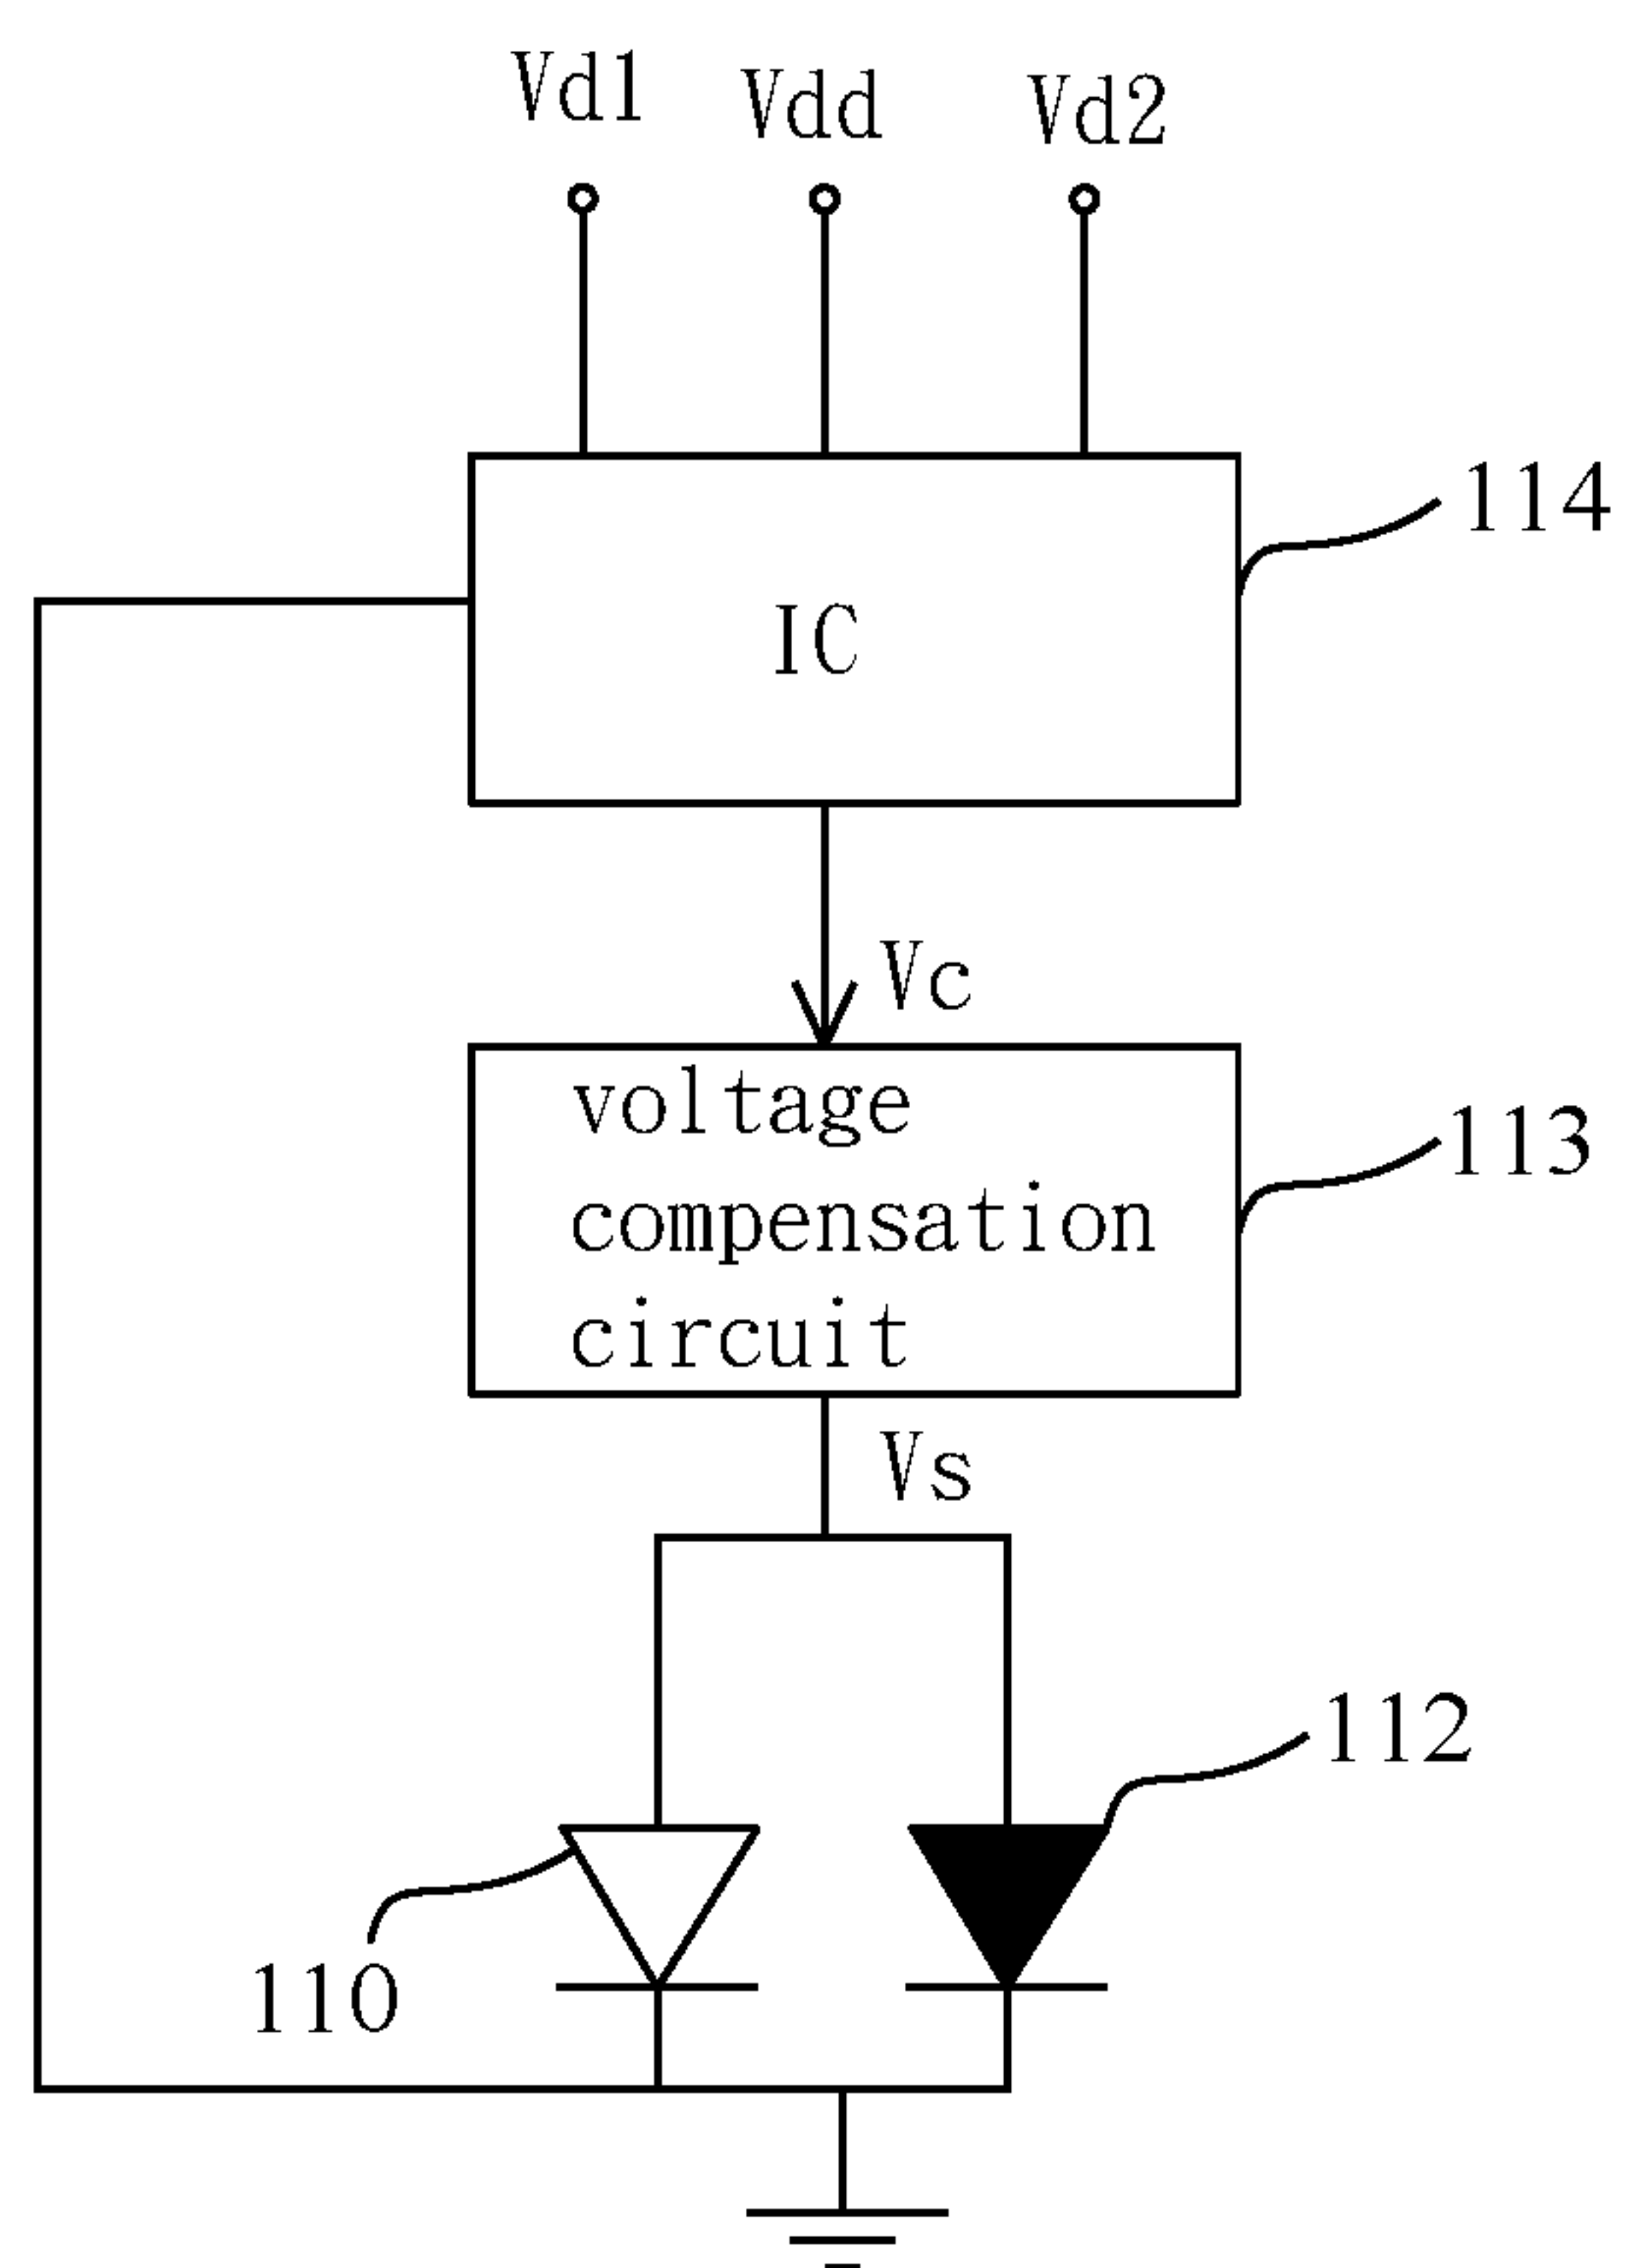 Vd1 Vdd Vd2
114
IC
Vc
voltage
compensation
circuit
113
Vs
112
110